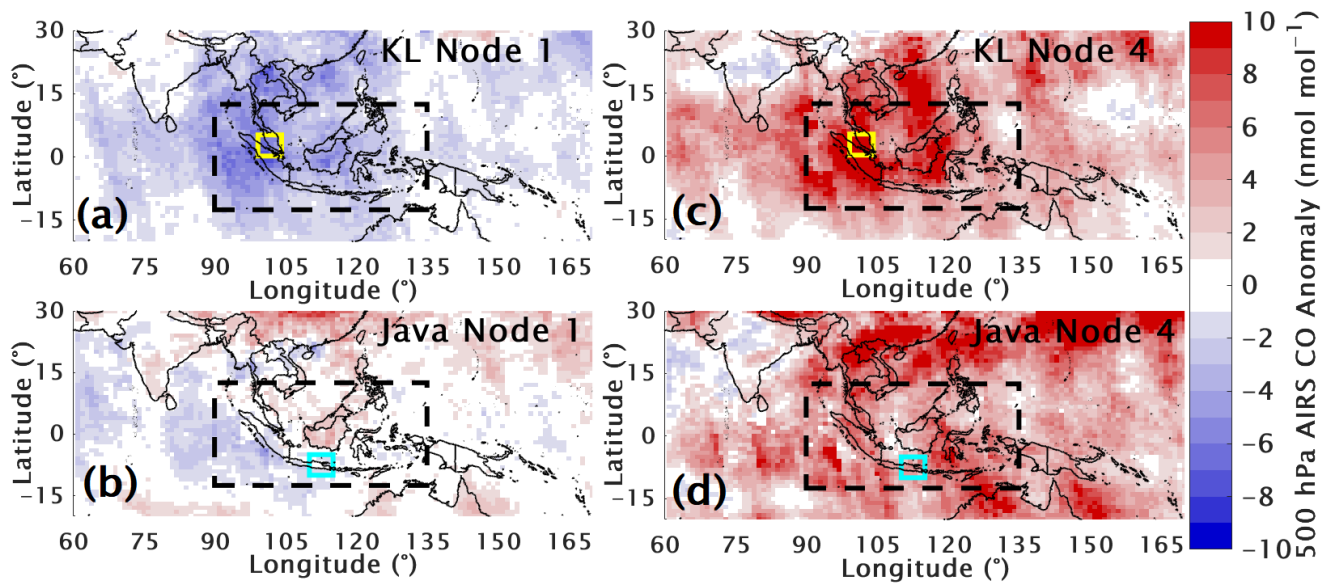 KL Node 1
30
15
0
−15
Latitude (°)
(a)
60 75 90 105 120 135 150 165
Longitude (°)
KL Node 4
30
15
0
−15
Latitude (°)
(c)
60 75 90 105 120 135 150 165
Longitude (°)
Java Node 1
30
15
0
−15
Latitude (°)
(b)
60 75 90 105 120 135 150 165
Longitude (°)
Java Node 4
30
15
0
−15
Latitude (°)
(d)
60 75 90 105 120 135 150 165
Longitude (°)
10
8
6
4
2
0
−2
−4
−6
−8
−10
500 hPa AIRS CO Anomaly (nmol mol⁻¹)